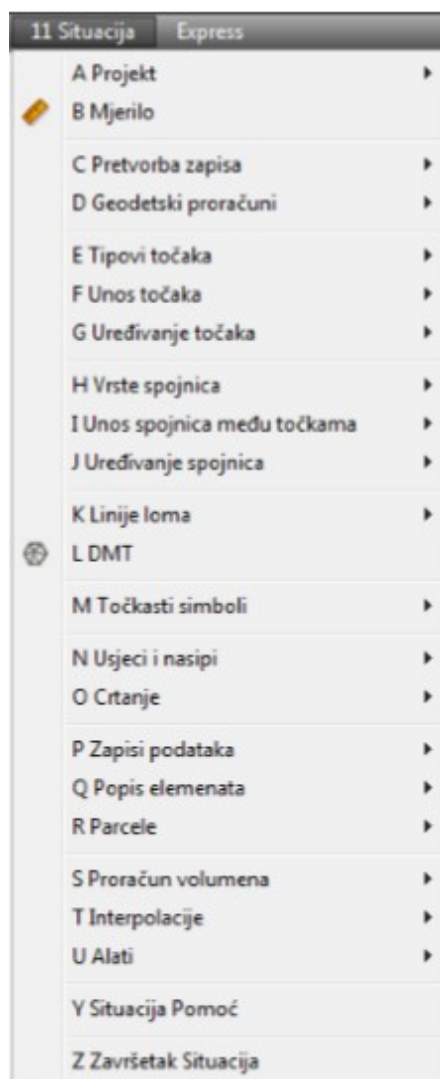 11 Situacija Express
A Projekt
B Mjerilo
C Pretvorba zapisa
D Geodetski proračuni
E Tipovi točaka
F Unos točaka
G Uređivanje točaka
H Vrste spojnica
I Unos spojnica među točkama
J Uređivanje spojnica
K Linije loma
L DMT
M Točkasti simboli
N Usjeci i nasipi
O Crtanje
P Zapisi podataka
Q Popis elemenata
R Parcele
S Proračun volumena
T Interpolacije
U Alati
Y Situacija Pomoć
Z Završetak Situacija